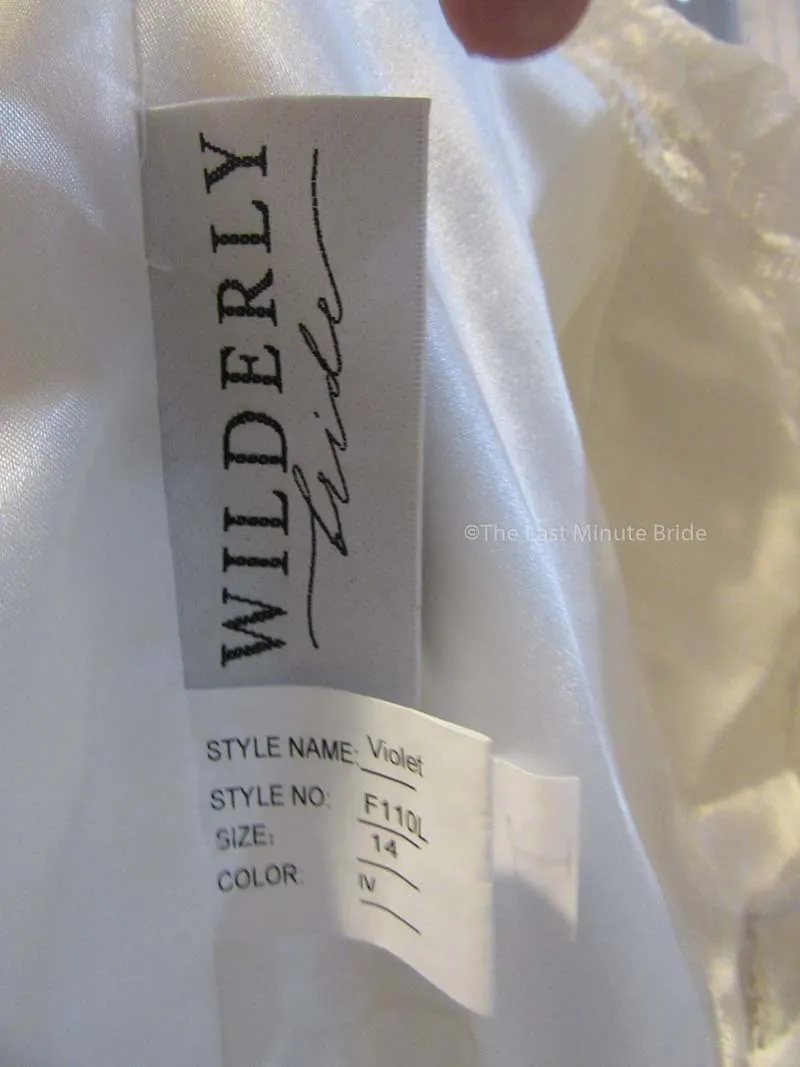 WILDERLY
bride
©The Last Minute Bride
STYLE NAME: Violet
STYLE NO: F110L
SIZE: 14
COLOR: IV